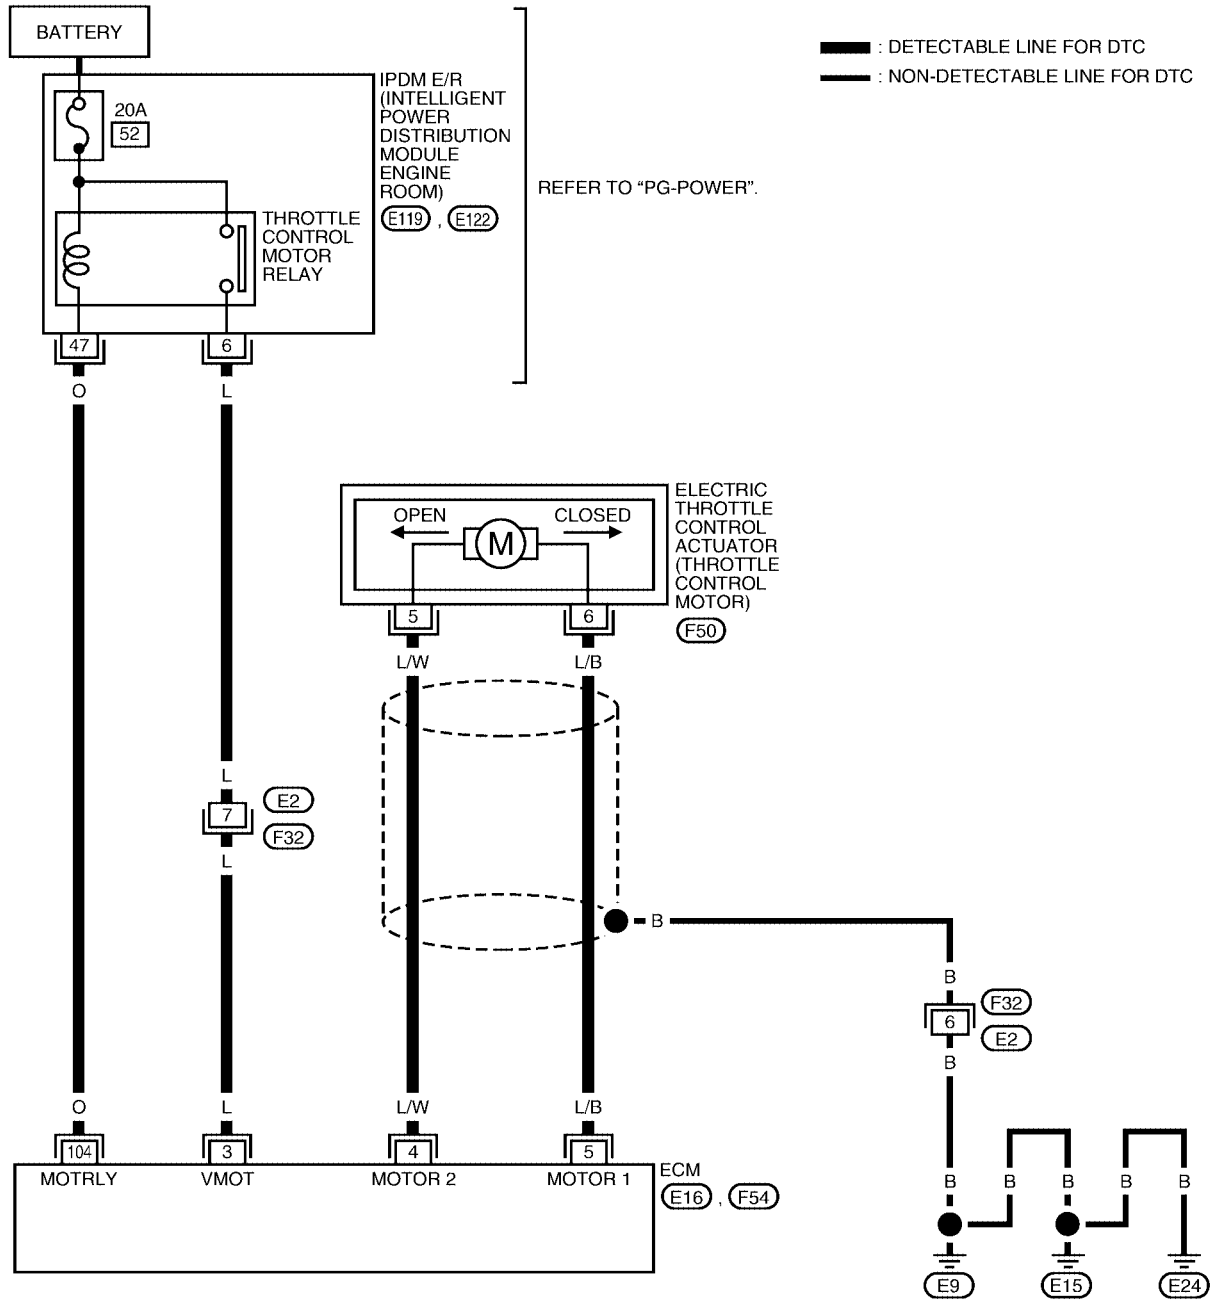 BATTERY
: DETECTABLE LINE FOR DTC
: NON-DETECTABLE LINE FOR DTC
20A
52
IPDM E/R
(INTELLIGENT
POWER
DISTRIBUTION
MODULE
ENGINE
ROOM)
E119 , E122
REFER TO “PG-POWER”.
THROTTLE
CONTROL
MOTOR
RELAY
47
6
O
L
ELECTRIC
THROTTLE
CONTROL
ACTUATOR
(THROTTLE
CONTROL
MOTOR)
F50
OPEN
CLOSED
M
5
6
L/W
L/B
L
7
E2
F32
L
B
B
6
F32
E2
B
O
L
L/W
L/B
104
3
4
5
MOTRLY
VMOT
MOTOR 2
MOTOR 1
ECM
E16 , F54
B
B
B
B
B
E9
E15
E24